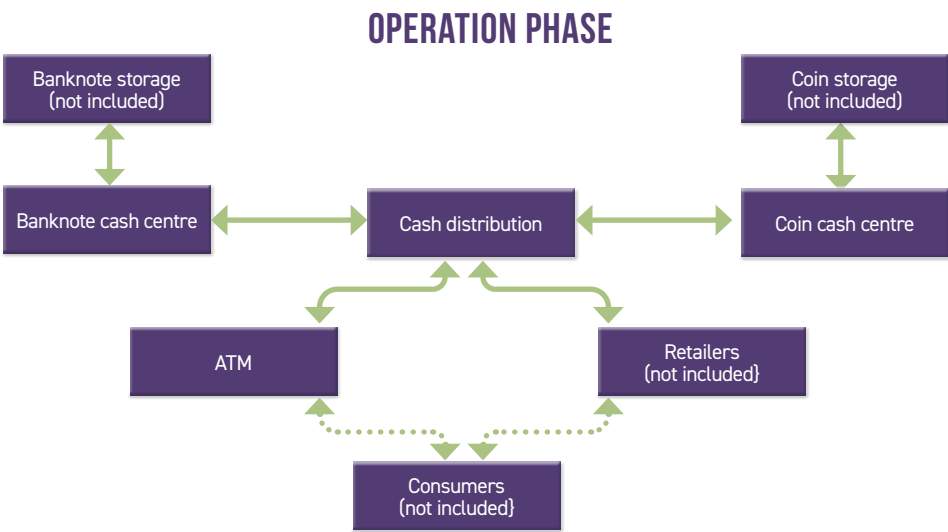 OPERATION PHASE
Banknote storage
(not included)
Coin storage
(not included)
Banknote cash centre
Cash distribution
Coin cash centre
ATM
Retailers
(not included}
Consumers
(not included}